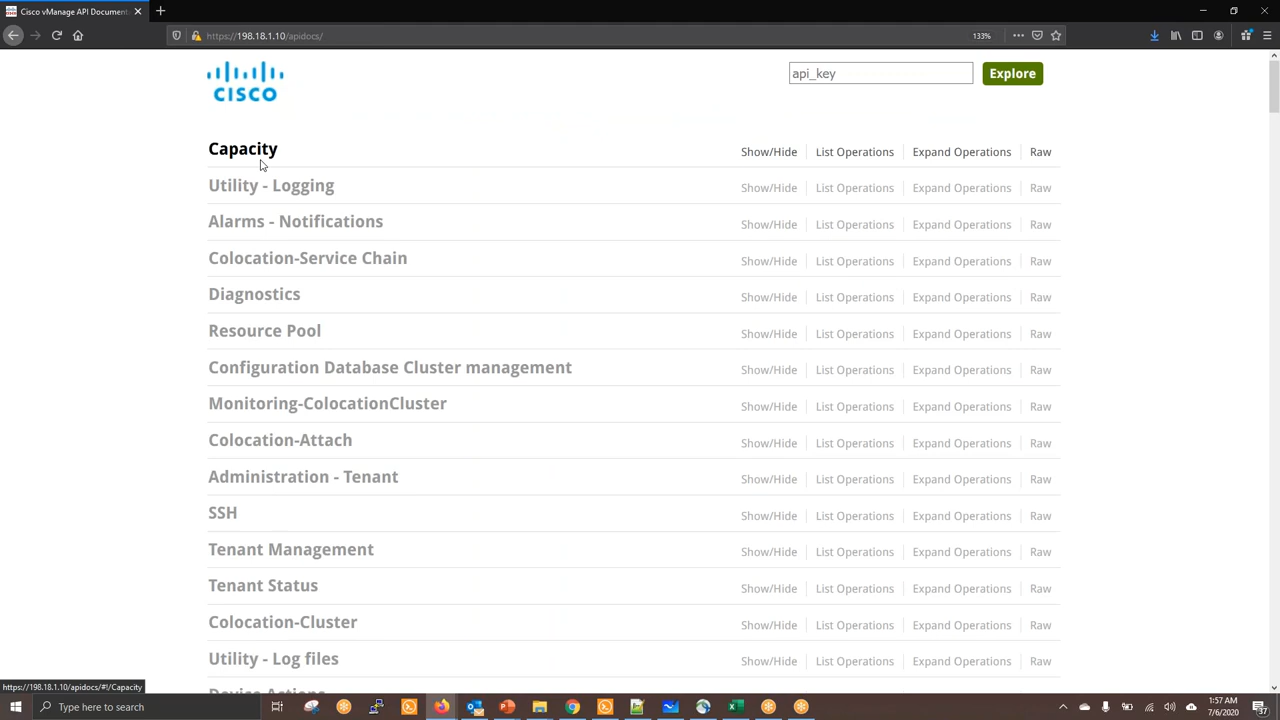 Cisco vManage API Document
https://198.18.1.10/apidocs/
133%
CISCO
api_key
Explore
Capacity Show/Hide List Operations Expand Operations Raw
Utility - Logging Show/Hide List Operations Expand Operations Raw
Alarms - Notifications Show/Hide List Operations Expand Operations Raw
Colocation-Service Chain Show/Hide List Operations Expand Operations Raw
Diagnostics Show/Hide List Operations Expand Operations Raw
Resource Pool Show/Hide List Operations Expand Operations Raw
Configuration Database Cluster management Show/Hide List Operations Expand Operations Raw
Monitoring-ColocationCluster Show/Hide List Operations Expand Operations Raw
Colocation-Attach Show/Hide List Operations Expand Operations Raw
Administration - Tenant Show/Hide List Operations Expand Operations Raw
SSH Show/Hide List Operations Expand Operations Raw
Tenant Management Show/Hide List Operations Expand Operations Raw
Tenant Status Show/Hide List Operations Expand Operations Raw
Colocation-Cluster Show/Hide List Operations Expand Operations Raw
Utility - Log files Show/Hide List Operations Expand Operations Raw
Device Actions
https://198.18.1.10/apidocs/#!/Capacity
Type here to search
1:57 AM
7/6/2020